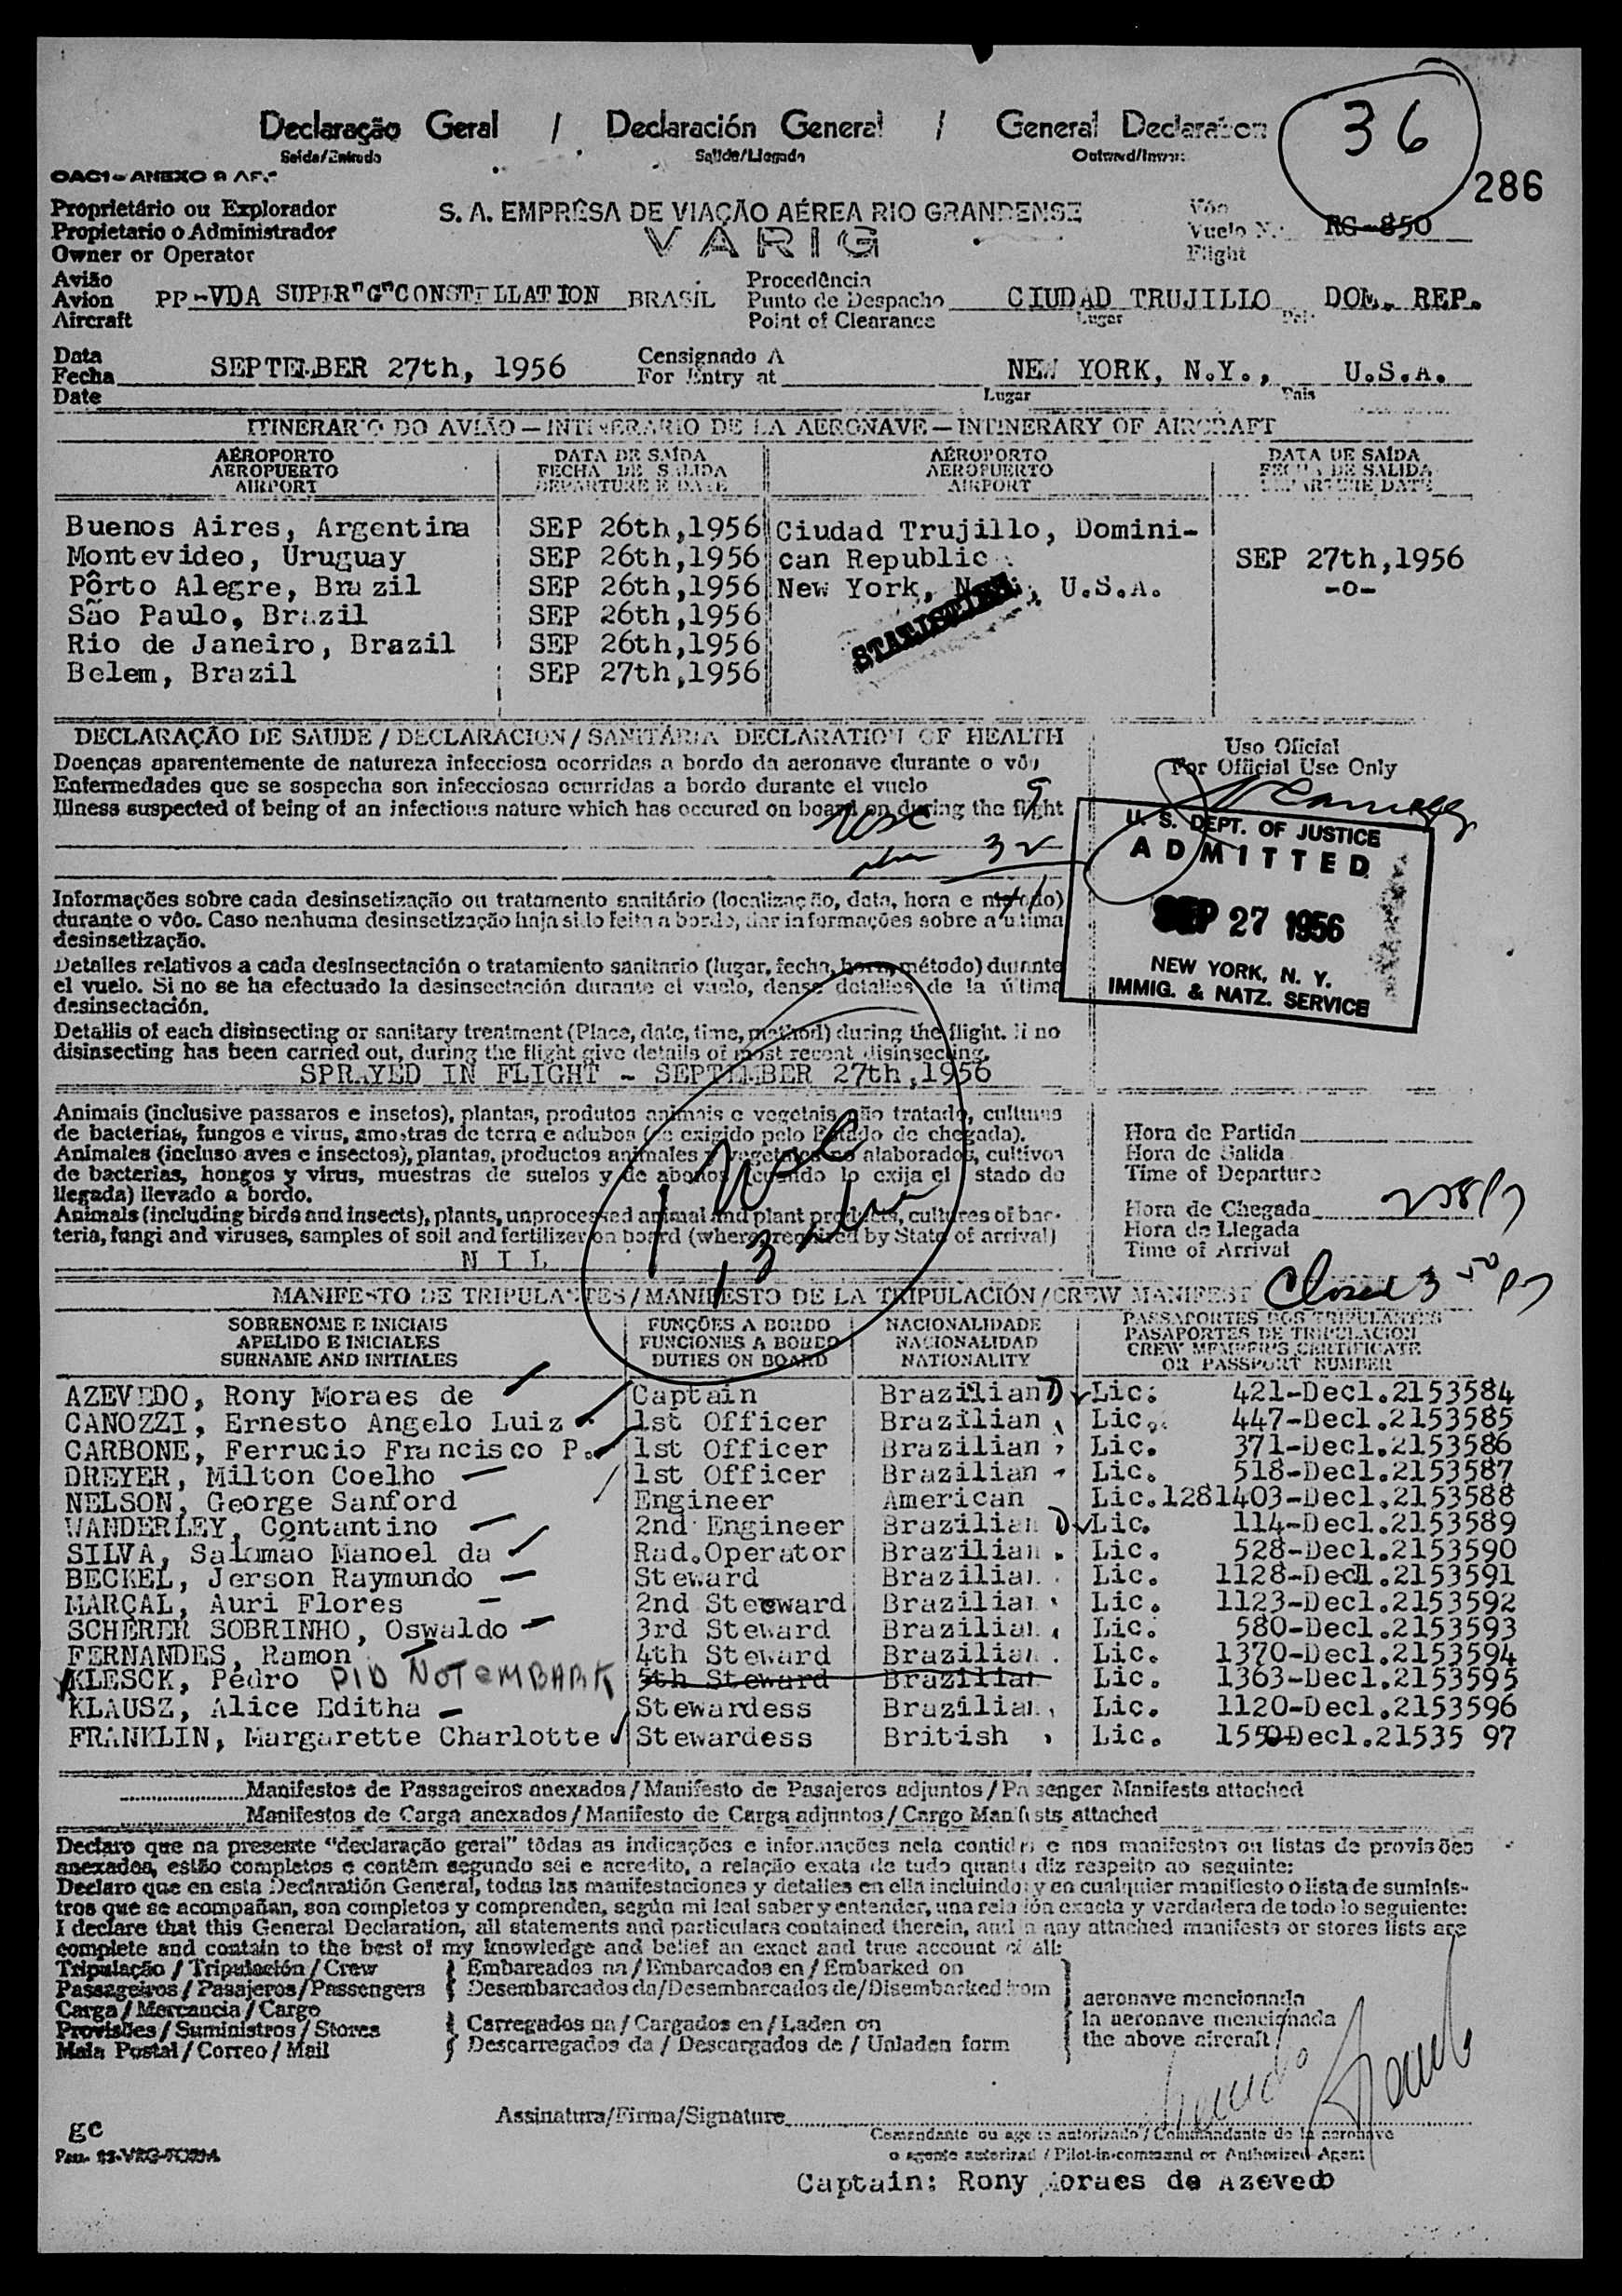 36
Declaração Geral / Declaración General / General Declaration
Saida/Entrada Salida/Llegada Outward/Inward
286
OACI - ANEXO 9
Proprietário ou Explorador
Propietario o Administrador
Owner or Operator
S. A. EMPRÊSA DE VIAÇÃO AÉREA RIO GRANDENSE
VARIG
Vôo
Vuelo N.º RG-850
Flight
Avião
Avion
Aircraft
PP-VDA SUPER"G"CONSTELLATION BRASIL
Procedência
Punto de Despacho
Point of Clearance
CIUDAD TRUJILLO DOM. REP.
Lugar
Data
Fecha
Date
SEPTEMBER 27th, 1956
Consignado A
For Entry at
NEW YORK, N.Y., U.S.A.
Lugar País
ITINERARIO DO AVIÃO — INTINERARIO DE LA AERONAVE — INTINERARY OF AIRCRAFT
AÉROPORTO DATA DE SAÍDA AÉROPORTO DATA DE SAÍDA
AEROPUERTO FECHA DE SALIDA AEROPUERTO FECHA DE SALIDA
AIRPORT DEPARTURE E DATE AIRPORT DEPARTURE DATE
Buenos Aires, Argentina SEP 26th,1956 Ciudad Trujillo, Domini-
Montevideo, Uruguay SEP 26th,1956 can Republic SEP 27th,1956
Pôrto Alegre, Brazil SEP 26th,1956 New York, N.Y., U.S.A. -o-
São Paulo, Brazil SEP 26th,1956
Rio de Janeiro, Brazil SEP 26th,1956
Belem, Brazil SEP 27th,1956
DECLARAÇÃO DE SAUDE / DECLARACION / SANITÁRIA DECLARATION OF HEALTH
Doenças aparentemente de natureza infecciosa ocorridas a bordo da aeronave durante o vôo
Enfermedades que se sospecha son infecciosas ocurridas a bordo durante el vuelo
Illness suspected of being of an infectious nature which has occured on board on during the flight
32
Uso Oficial
For Official Use Only
U. S. DEPT. OF JUSTICE
ADMITTED
SEP 27 1956
NEW YORK, N. Y.
IMMIG. & NATZ. SERVICE
Informações sobre cada desinsetização ou tratamento sanitário (localização, data, hora e metodo)
durante o vôo. Caso nenhuma desinsetização haja sido feita a bordo, dar informações sobre a ultima
desinsetização.
Detalles relativos a cada desinsectación o tratamiento sanitario (lugar, fecha, hora, método) durante
el vuelo. Si no se ha efectuado la desinsectación durante el vuelo, dense detalles de la última
desinsectación.
Detaliis of each disinsecting or sanitary treatment (Place, date, time, method) during the flight. If no
disinsecting has been carried out, during the flight give details of most recent disinsecting.
SPRAYED IN FLIGHT - SEPTEMBER 27th,1956
Animais (inclusive passaros e insetos), plantas, produtos animais e vegetais não tratado, culturas
de bacterias, fungos e virus, amostras de terra e adubos (se exigido pelo Estado de chegada).
Animales (incluso aves e insectos), plantas, productos animales y vegetales no alaborados, cultivos
de bacterias, hongos y virus, muestras de suelos y de abonos (cuando lo exija el stado de
llegada) llevado a bordo.
Animals (including birds and insects), plants, unprocessed animal and plant products, cultures of bac-
teria, fungi and viruses, samples of soil and fertilizer on board (where required by State of arrival)
N I L
Hora de Partida
Hora de Salida
Time of Departure
Hora de Chegada
Hora de Llegada
Time of Arrival
Closed 3 50 P
MANIFESTO DE TRIPULANTES / MANIFESTO DE LA TRIPULACIÓN / CREW MANIFEST
SOBRENOME E INICIAIS FUNÇÕES A BORDO NACIONALIDADE PASSAPORTES DOS TRIPULANTES
APELIDO E INICIALES FUNCIONES A BORDO NACIONALIDAD PASAPORTES DE TRIPULACION
SURNAME AND INITIALES DUTIES ON BOARD NATIONALITY CREW MEMBER'S CERTIFICATE
OR PASSPORT NUMBER
AZEVEDO, Rony Moraes de Captain Brazilian Lic. 421-Decl.2153584
CANOZZI, Ernesto Angelo Luiz 1st Officer Brazilian Lic. 447-Decl.2153585
CARBONE, Ferrucio Francisco P. 1st Officer Brazilian Lic. 371-Decl.2153586
DREYER, Milton Coelho 1st Officer Brazilian Lic. 518-Decl.2153587
NELSON, George Sanford Engineer American Lic.1281403-Decl.2153588
WANDERLEY, Contantino 2nd Engineer Brazilian Lic. 114-Decl.2153589
SILVA, Salomão Manoel da Rad.Operator Brazilian Lic. 528-Decl.2153590
BECKEL, Jerson Raymundo Steward Brazilian Lic. 1128-Decl.2153591
MARÇAL, Auri Flores 2nd Steeward Brazilian Lic. 1123-Decl.2153592
SCHERER SOBRINHO, Oswaldo 3rd Steward Brazilian Lic. 580-Decl.2153593
FERNANDES, Ramon 4th Steward Brazilian Lic. 1370-Decl.2153594
KLESCK, Pedro DID NOT EMBARK 5th Steward Brazilian Lic. 1363-Decl.2153595
KLAUSZ, Alice Editha Stewardess Brazilian Lic. 1120-Decl.2153596
FRANKLIN, Margarette Charlotte Stewardess British Lic. 1550-Decl.21535 97
Manifestos de Passageiros anexados / Manifesto de Pasajeros adjuntos / Passenger Manifests attached
Manifestos de Carga anexados / Manifesto de Carga adjuntos / Cargo Manifests attached
Declaro que na presente "declaração geral" tôdas as indicações e informações nela contidas e nos manifestos ou listas de provisões
anexados, estão completos e contêm segundo sei e acredito, a relação exata de tudo quanto diz respeito ao seguinte:
Declaro que en esta Declaratión General, todas las manifestaciones y detalles en ella incluindo: y en cualquier manifiesto o lista de suminis-
tros que se acompañan, son completos y comprenden, según mi leal saber y entender, una relación exacta y verdadera de todo lo seguiente:
I declare that this General Declaration, all statements and particulars contained therein, and in any attached manifests or stores lists are
complete and contain to the best of my knowledge and belief an exact and true account of all:
Tripulação / Tripulación / Crew
Passageiros / Pasajeros / Passengers
Carga / Mercancia / Cargo
Provisões / Suministros / Stores
Mala Postal / Correo / Mail
Embarcados na / Embarcados en / Embarked on
Desembarcados da / Desembarcados de / Disembarked from
Carregados na / Cargados en / Laden on
Descarregados da / Descargados de / Unladen form
aeronave mencionada
la aeronave mencionada
the above aircraft
Assinatura/Firma/Signature
Comandante ou agente autorizado / Commandante de la aeronave
o agente autorizad / Pilot-in-command or Authorized Agent
gc
Captain: Rony Moraes de Azevedo